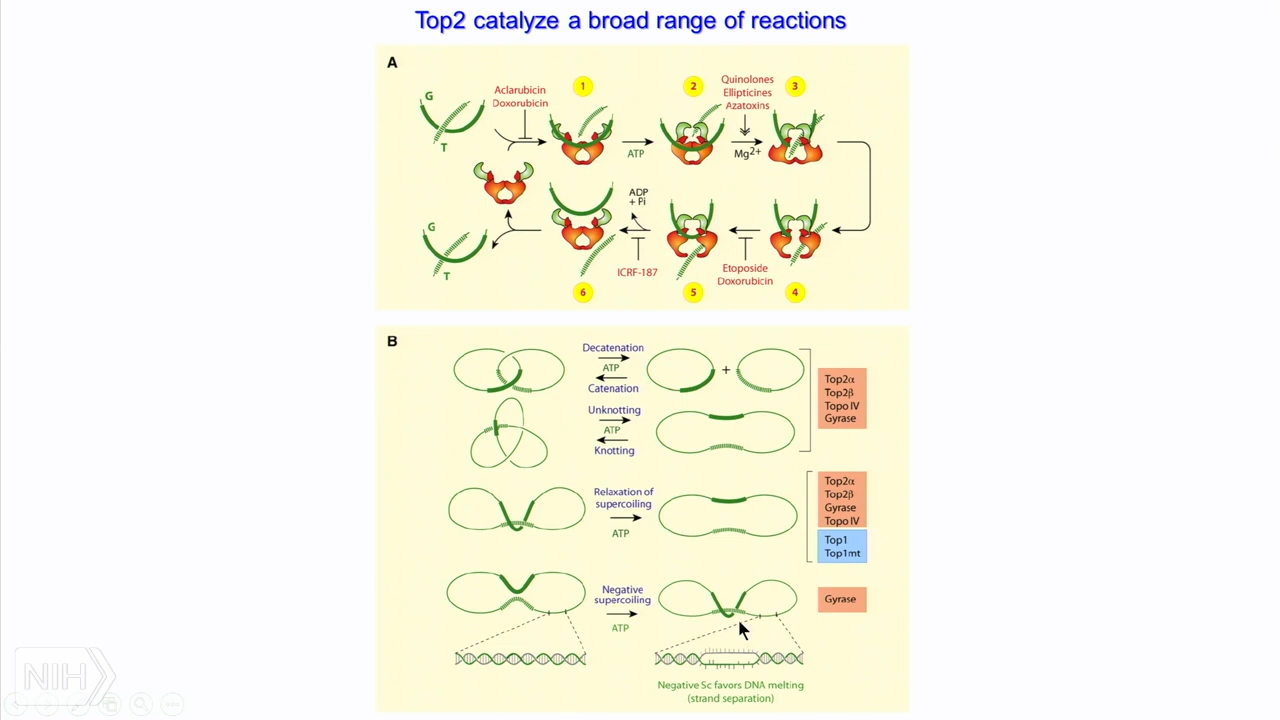 Top2 catalyze a broad range of reactions
A
G
T
Aclarubicin
Doxorubicin
1
ATP
2
Quinolones
Ellipticines
Azatoxins
Mg2+
3
G
T
6
ADP
+ Pi
ICRF-187
5
Etoposide
Doxorubicin
4
B
Decatenation
ATP
Catenation
+
Top2α
Top2β
Topo IV
Gyrase
Unknotting
ATP
Knotting
Relaxation of
supercoiling
ATP
Top2α
Top2β
Gyrase
Topo IV
Top1
Top1mt
Negative
supercoiling
ATP
Gyrase
Negative Sc favors DNA melting
(strand separation)
NIH